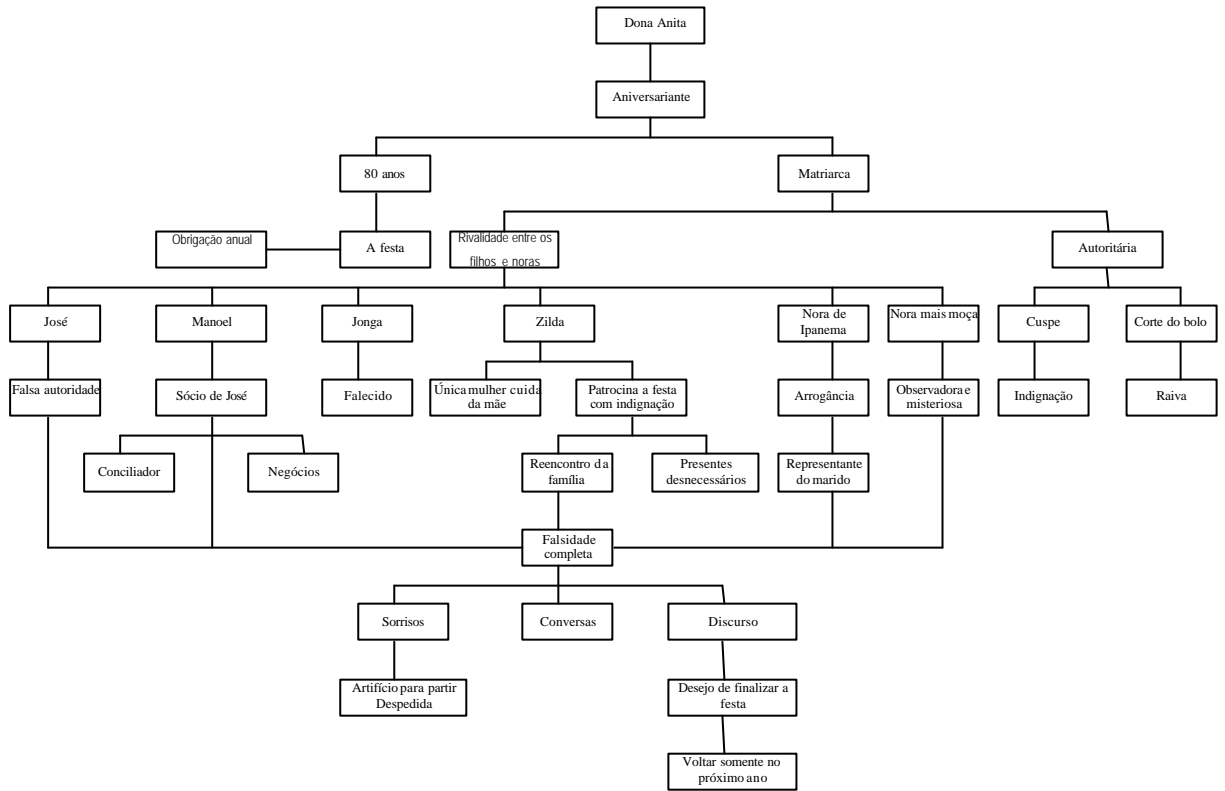 Dona Anita
Aniversariante
80 anos
Matriarca
Obrigação anual
A festa
Rivalidade entre os
filhos e noras
Autoritária
José
Manoel
Jonga
Zilda
Nora de
Ipanema
Nora mais moça
Cuspe
Corte do bolo
Falsa autoridade
Sócio de José
Falecido
Única mulher cuida
da mãe
Patrocina a festa
com indignação
Arrogância
Observadora e
misteriosa
Indignação
Raiva
Conciliador
Negócios
Reencontro da
família
Presentes
desnecessários
Representante
do marido
Falsidade
completa
Sorrisos
Conversas
Discurso
Artifício para partir
Despedida
Desejo de finalizar a
festa
Voltar somente no
próximo ano